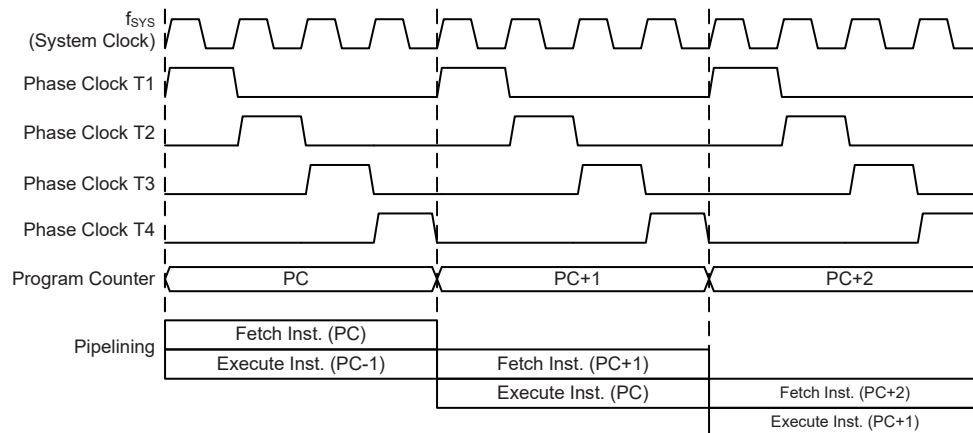 fSYS
(System Clock)
Phase Clock T1
Phase Clock T2
Phase Clock T3
Phase Clock T4
Program Counter PC PC+1 PC+2
Pipelining
Fetch Inst. (PC)
Execute Inst. (PC-1) Fetch Inst. (PC+1)
Execute Inst. (PC) Fetch Inst. (PC+2)
Execute Inst. (PC+1)